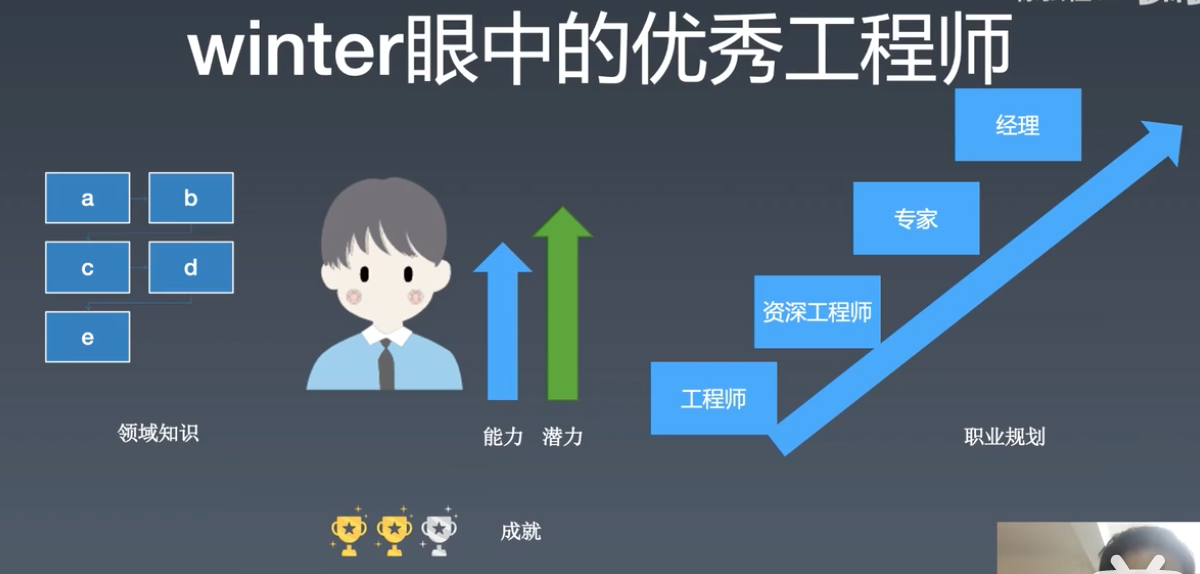 winter眼中的优秀工程师
a
b
c
d
e
领域知识
能力
潜力
工程师
资深工程师
专家
经理
职业规划
成就